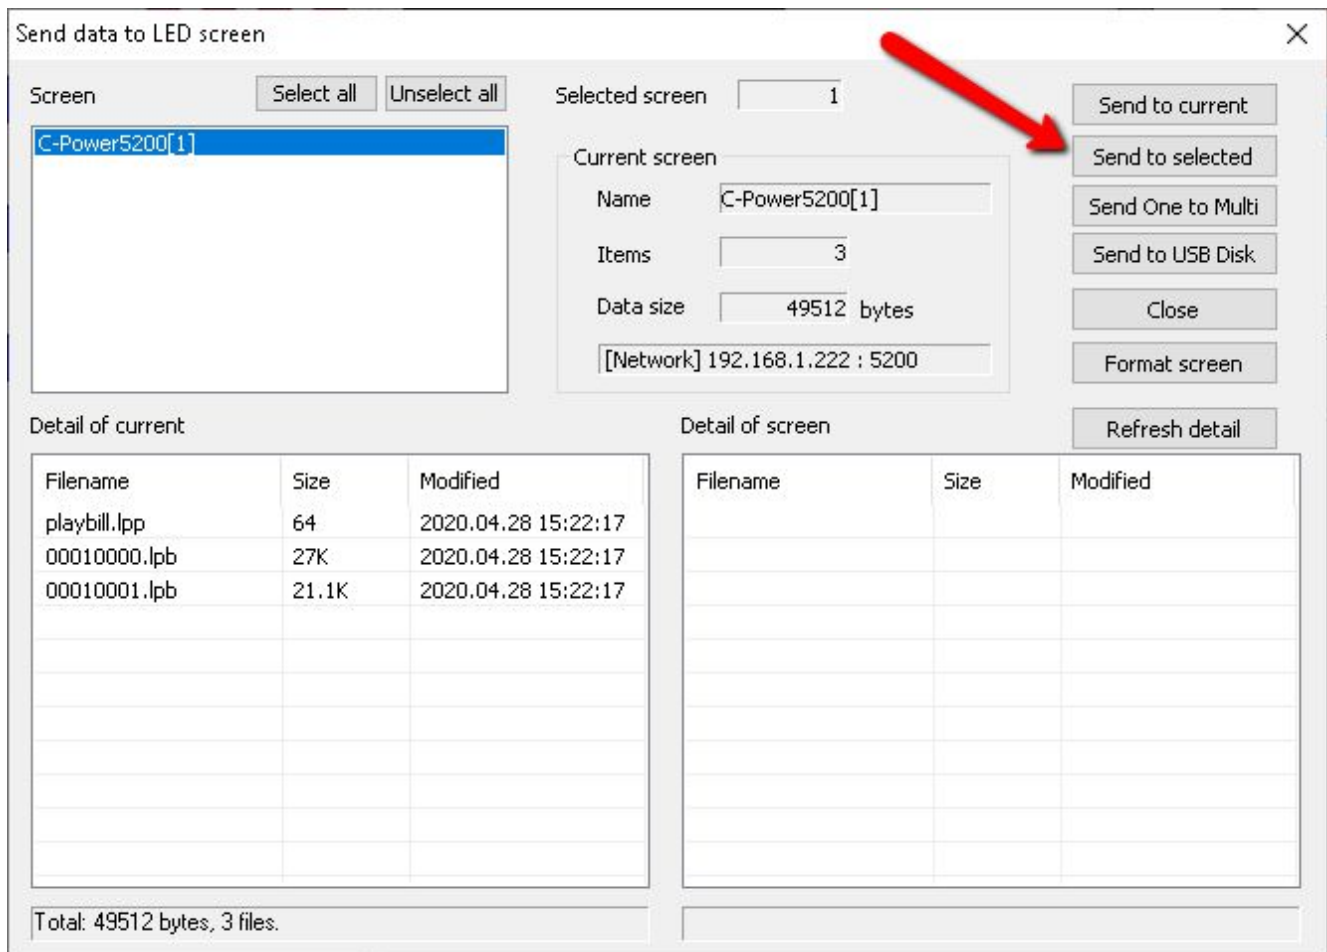 Send data to LED screen
Screen
Select all
Unselect all
C-Power5200[1]
Selected screen 1
Current screen
Name C-Power5200[1]
Items 3
Data size 49512 bytes
[Network] 192.168.1.222 : 5200
Send to current
Send to selected
Send One to Multi
Send to USB Disk
Close
Format screen
Refresh detail
Detail of current
Filename Size Modified
playbill.lpp 64 2020.04.28 15:22:17
00010000.lpb 27K 2020.04.28 15:22:17
00010001.lpb 21.1K 2020.04.28 15:22:17
Total: 49512 bytes, 3 files.
Detail of screen
Filename Size Modified